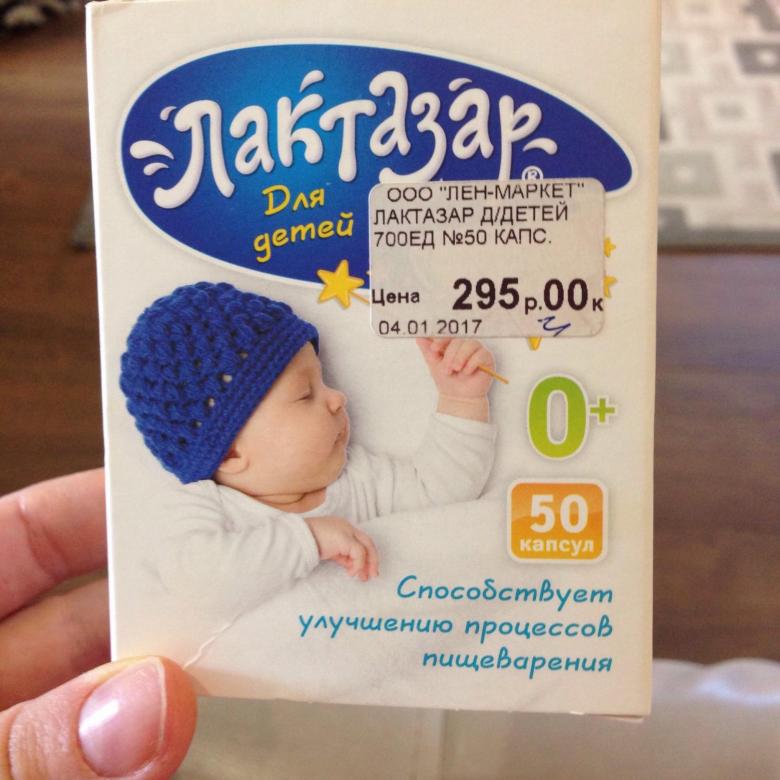 Лактазар®
Для
детей
ООО "ЛЕН-МАРКЕТ"
ЛАКТАЗАР Д/ДЕТЕЙ
700ЕД №50 КАПС.
Цена 295р.00к
04.01 2017
0+
50
капсул
Способствует
улучшению процессов
пищеварения